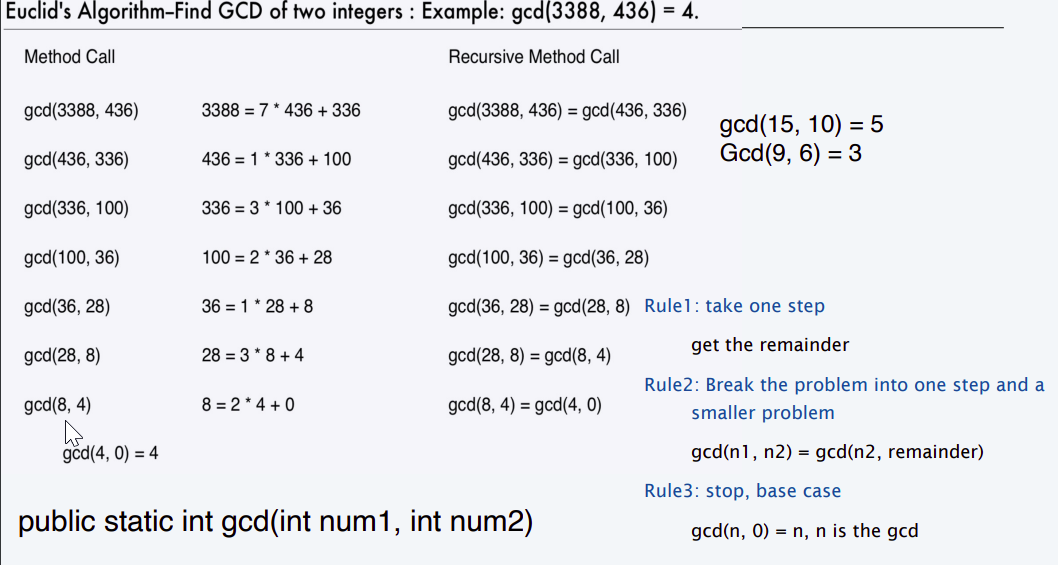 Euclid's Algorithm–Find GCD of two integers : Example: gcd(3388, 436) = 4.
Method Call Recursive Method Call
gcd(3388, 436) 3388 = 7 * 436 + 336 gcd(3388, 436) = gcd(436, 336)
gcd(15, 10) = 5
Gcd(9, 6) = 3
gcd(436, 336) 436 = 1 * 336 + 100 gcd(436, 336) = gcd(336, 100)
gcd(336, 100) 336 = 3 * 100 + 36 gcd(336, 100) = gcd(100, 36)
gcd(100, 36) 100 = 2 * 36 + 28 gcd(100, 36) = gcd(36, 28)
gcd(36, 28) 36 = 1 * 28 + 8 gcd(36, 28) = gcd(28, 8)
gcd(28, 8) 28 = 3 * 8 + 4 gcd(28, 8) = gcd(8, 4)
gcd(8, 4) 8 = 2 * 4 + 0 gcd(8, 4) = gcd(4, 0)
gcd(4, 0) = 4
Rule1: take one step
get the remainder
Rule2: Break the problem into one step and a
smaller problem
gcd(n1, n2) = gcd(n2, remainder)
Rule3: stop, base case
gcd(n, 0) = n, n is the gcd
public static int gcd(int num1, int num2)